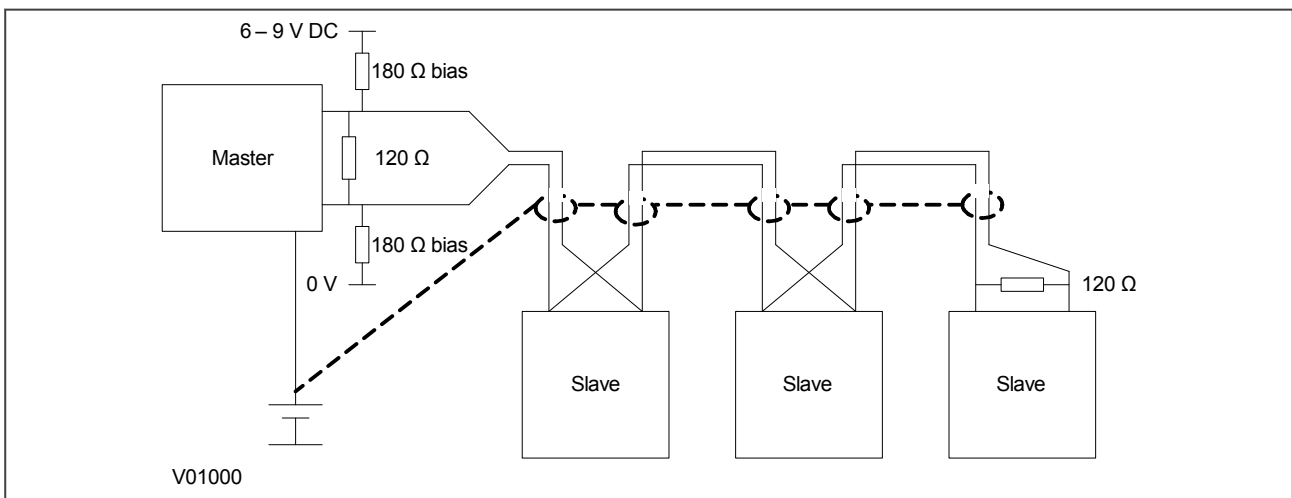 6 – 9 V DC
180 Ω bias
Master
120 Ω
180 Ω bias
0 V
120 Ω
Slave
Slave
Slave
V01000